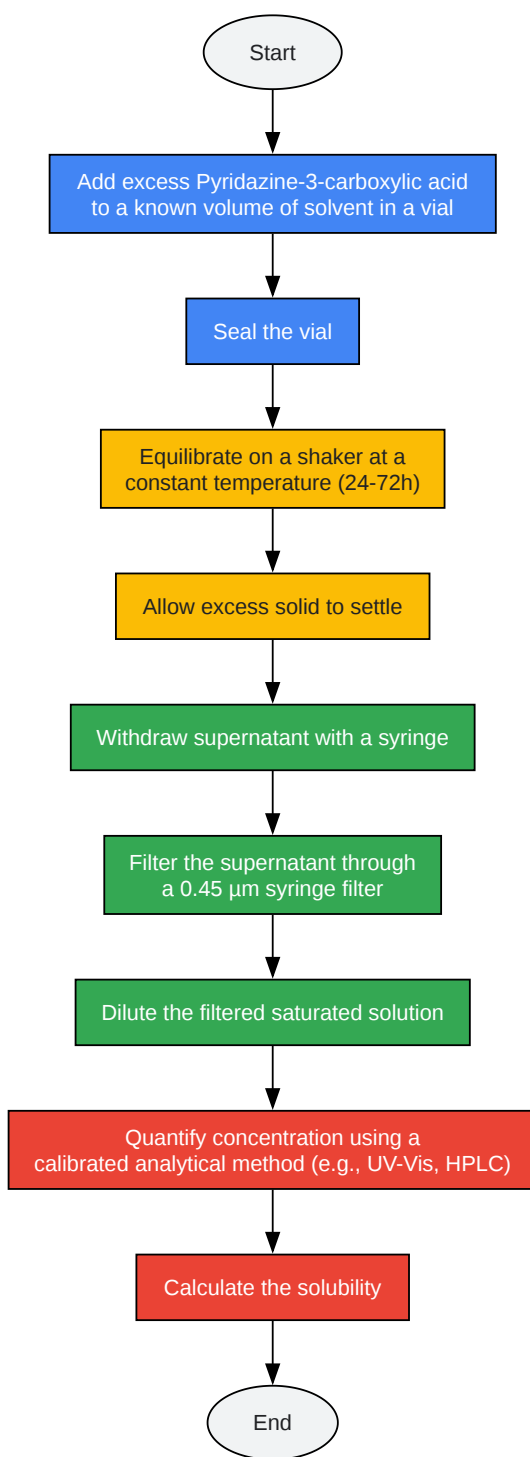 Start
Add excess Pyridazine-3-carboxylic acid
to a known volume of solvent in a vial
Seal the vial
Equilibrate on a shaker at a
constant temperature (24-72h)
Allow excess solid to settle
Withdraw supernatant with a syringe
Filter the supernatant through
a 0.45 µm syringe filter
Dilute the filtered saturated solution
Quantify concentration using a
calibrated analytical method (e.g., UV-Vis, HPLC)
Calculate the solubility
End